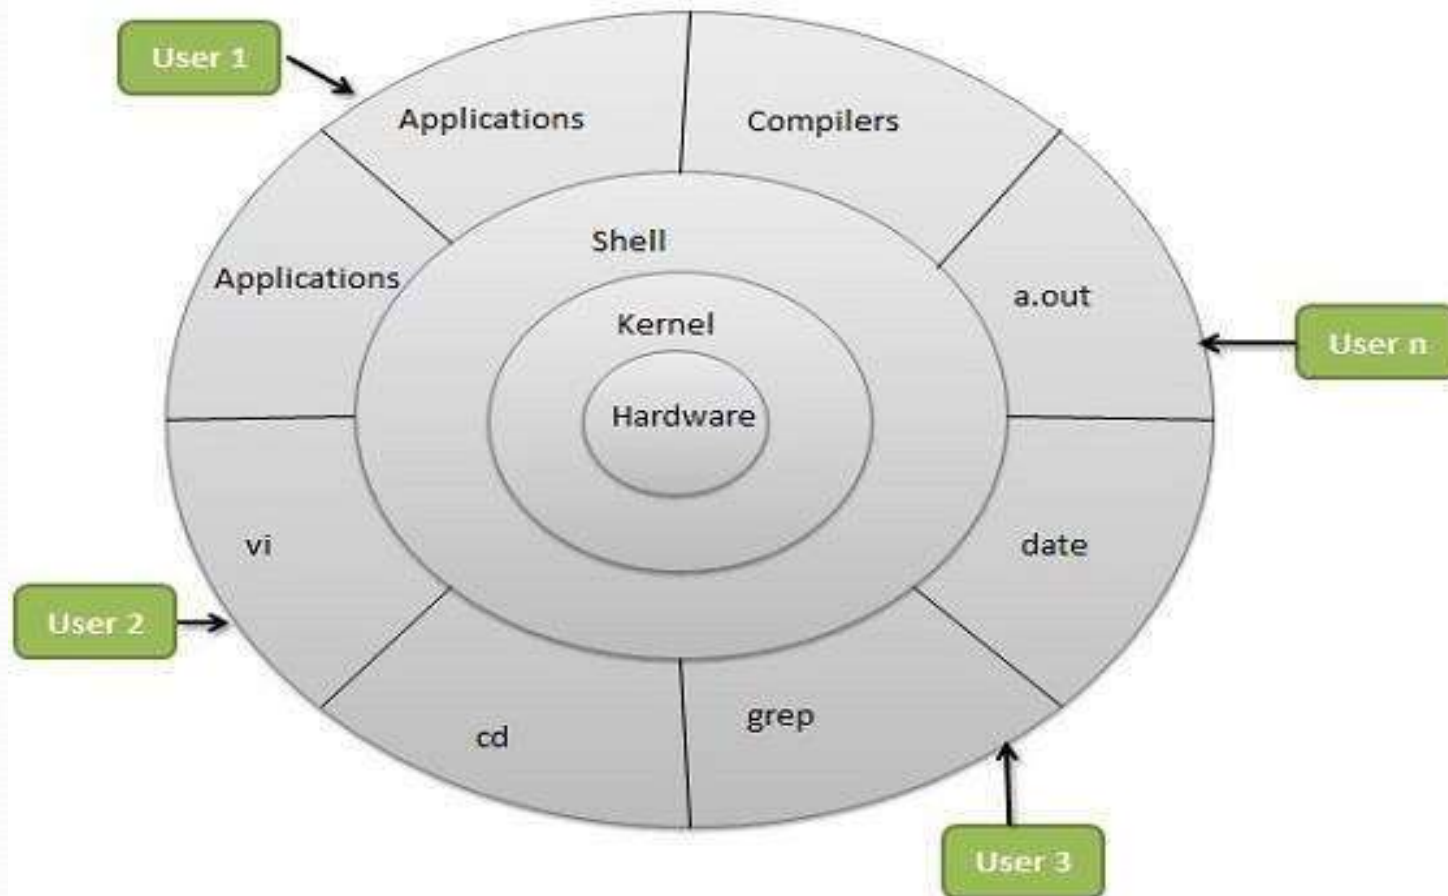 User 1
Applications
Compilers
Shell
Applications
a.out
Kernel
User n
Hardware
vi
date
User 2
cd
grep
User 3